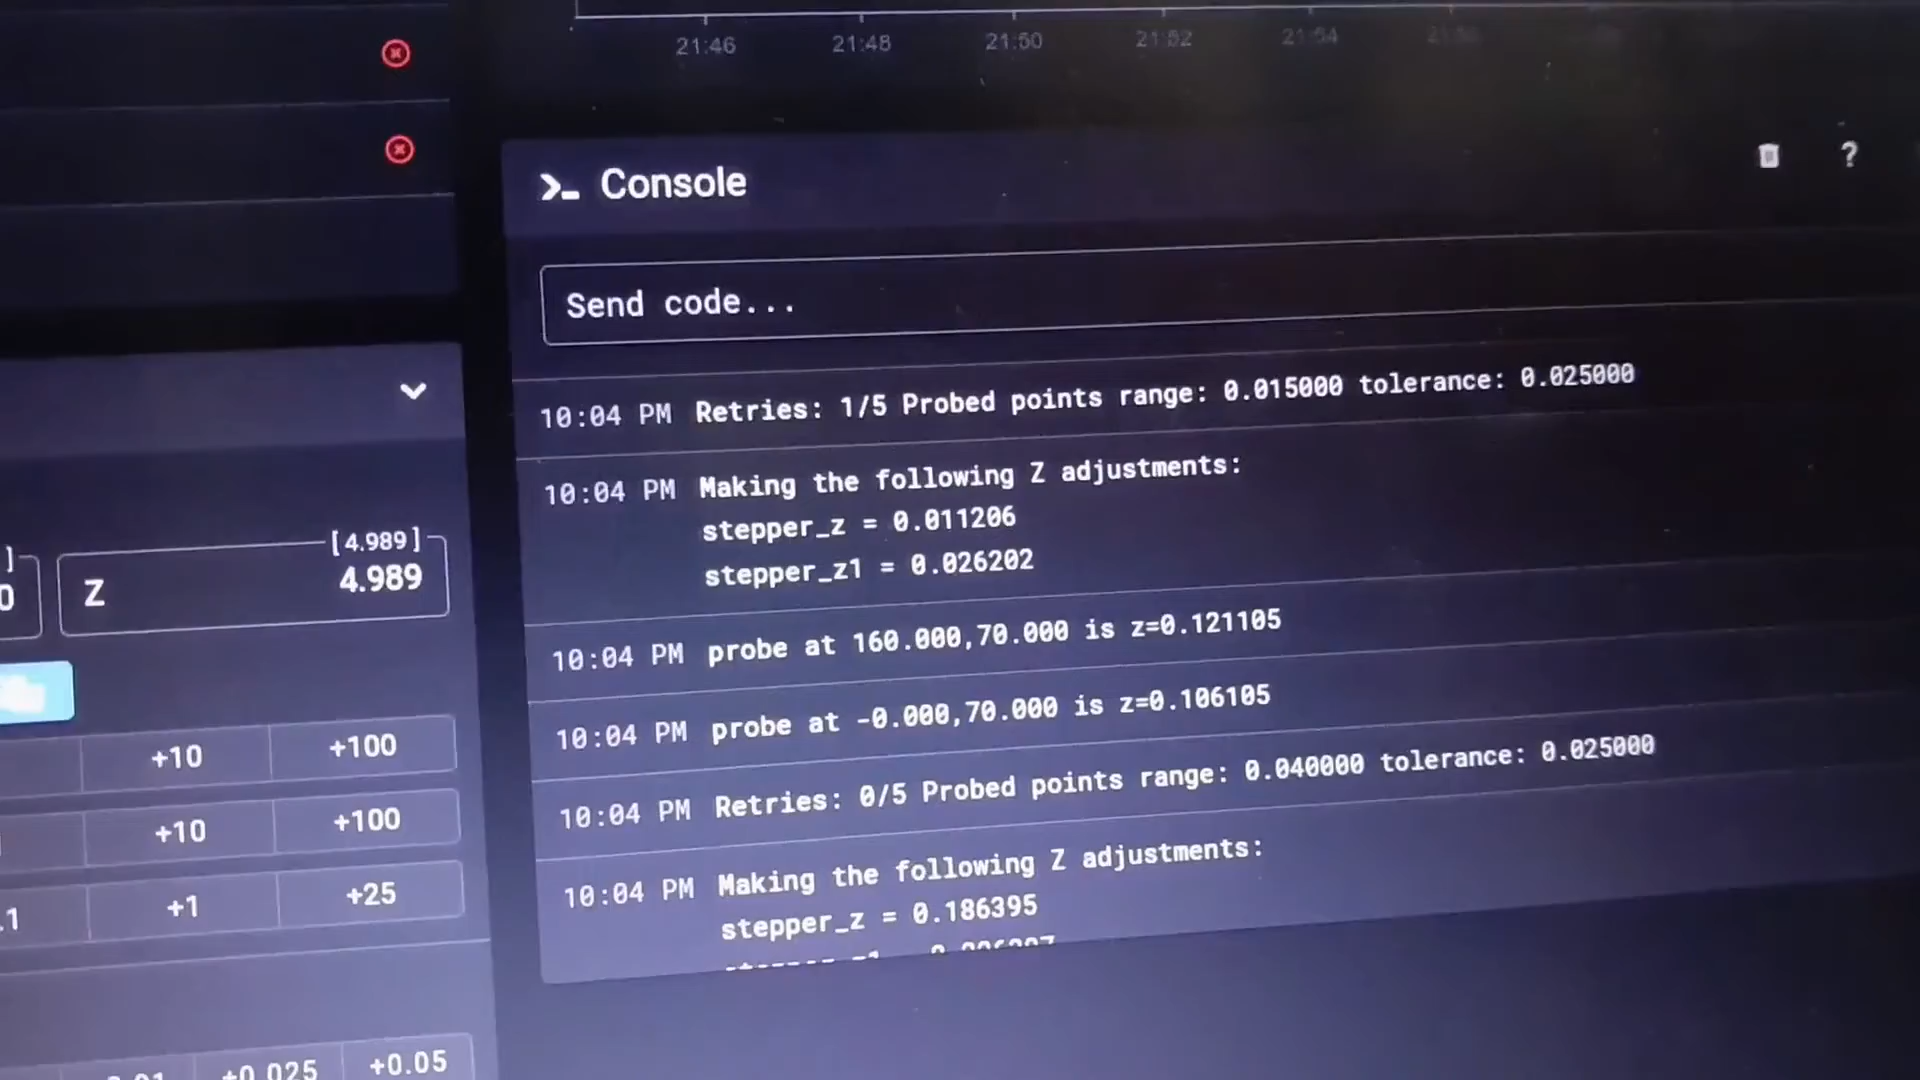 21:46 21:48 21:50 21:52 21:54
Console
Send code...
10:04 PM Retries: 1/5 Probed points range: 0.015000 tolerance: 0.025000
10:04 PM Making the following Z adjustments:
stepper_z = 0.011206
stepper_z1 = 0.026202
10:04 PM probe at 160.000,70.000 is z=0.121105
10:04 PM probe at -0.000,70.000 is z=0.106105
10:04 PM Retries: 0/5 Probed points range: 0.040000 tolerance: 0.025000
10:04 PM Making the following Z adjustments:
stepper_z = 0.186395
]
0
[4.989]
Z 4.989
+10 +100
+10 +100
.1 +1 +25
+0.025 +0.05
?